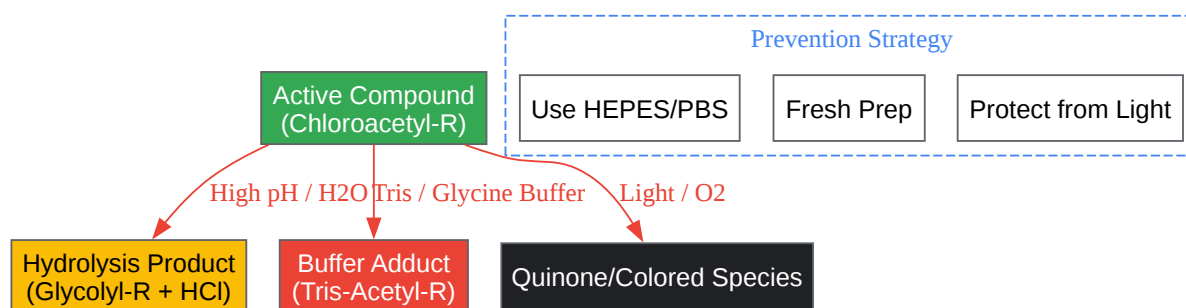 Prevention Strategy
Active Compound
(Chloroacetyl-R)
Use HEPES/PBS
Fresh Prep
Protect from Light
High pH / H2O
Tris / Glycine Buffer
Light / O2
Hydrolysis Product
(Glycolyl-R + HCl)
Buffer Adduct
(Tris-Acetyl-R)
Quinone/Colored Species